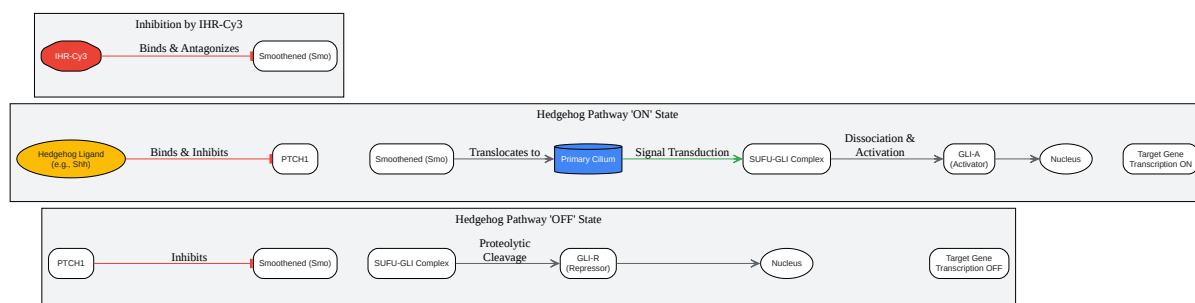 Inhibition by IHR-Cy3
IHR-Cy3
Binds & Antagonizes
Smoothened (Smo)
Hedgehog Pathway 'ON' State
Hedgehog Ligand
(e.g., Shh)
Binds & Inhibits
PTCH1
Smoothened (Smo)
Translocates to
Primary Cilium
Signal Transduction
SUFU-GLI Complex
Dissociation &
Activation
GLI-A
(Activator)
Nucleus
Target Gene
Transcription ON
Hedgehog Pathway 'OFF' State
PTCH1
Inhibits
Smoothened (Smo)
SUFU-GLI Complex
Proteolytic
Cleavage
GLI-R
(Repressor)
Nucleus
Target Gene
Transcription OFF